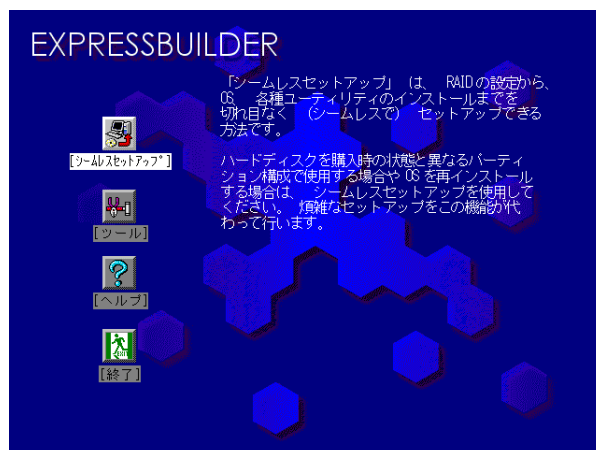 EXPRESSBUILDER
「シームレスセットアップ」 は、 RAIDの設定から、
OS、 各種ユーティリティのインストールまでを
切れ目なく (シームレスで) セットアップできる
方法です。
[シームレスセットアップ]
ハードディスクを購入時の状態と異なるパーティ
ション構成で使用する場合や OS を再インストール
する場合は、 シームレスセットアップを使用して
ください。 煩雑なセットアップをこの機能が代
わって行います。
[ツール]
[ヘルプ]
EXIT
[終了]